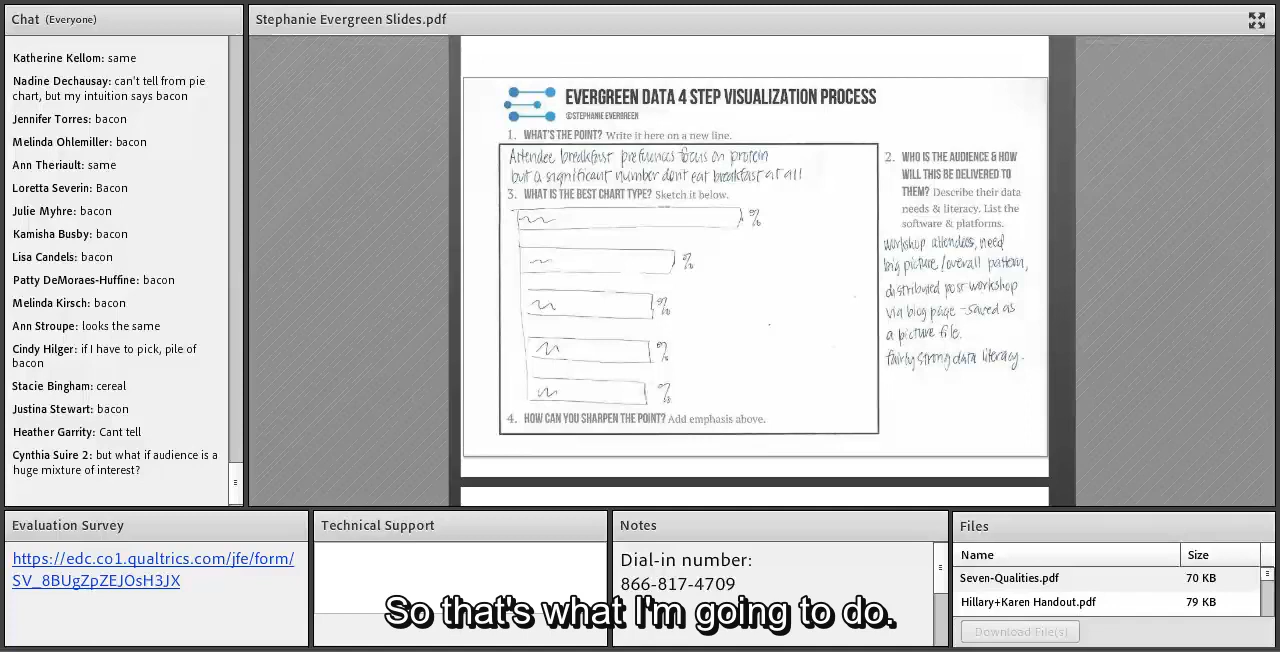 Chat (Everyone)
Katherine Kellom: same
Nadine Dechausay: can't tell from pie
chart, but my intuition says bacon
Jennifer Torres: bacon
Melinda Ohlemiller: bacon
Ann Theriault: same
Loretta Severin: Bacon
Julie Myhre: bacon
Kamisha Busby: bacon
Lisa Candels: bacon
Patty DeMoraes-Huffine: bacon
Melinda Kirsch: bacon
Ann Stroupe: looks the same
Cindy Hilger: if I have to pick, pile of
bacon
Stacie Bingham: cereal
Justina Stewart: bacon
Heather Garrity: Cant tell
Cynthia Suire 2: but what if audience is a
huge mixture of interest?
Stephanie Evergreen Slides.pdf
EVERGREEN DATA 4 STEP VISUALIZATION PROCESS
©STEPHANIE EVERGREEN
1. WHAT'S THE POINT? Write it here on a new line.
Attendee breakfast preferences focus on protein
but a significant number dont eat breakfast at all
3. WHAT IS THE BEST CHART TYPE? Sketch it below.
%
%
%
%
%
4. HOW CAN YOU SHARPEN THE POINT? Add emphasis above.
2. WHO IS THE AUDIENCE & HOW
WILL THIS BE DELIVERED TO
THEM? Describe their data
needs & literacy. List the
software & platforms.
workshop attendees, need
big picture/overall pattern,
distributed post workshop
via blog page - saved as
a picture file.
fairly strong data literacy.
Evaluation Survey
https://edc.co1.qualtrics.com/jfe/form/
SV_8BUgZpZEJOsH3JX
Technical Support
Notes
Dial-in number:
866-817-4709
Files
Name Size
Seven-Qualities.pdf 70 KB
Hillary+Karen Handout.pdf 79 KB
Download File(s)
So that's what I'm going to do.